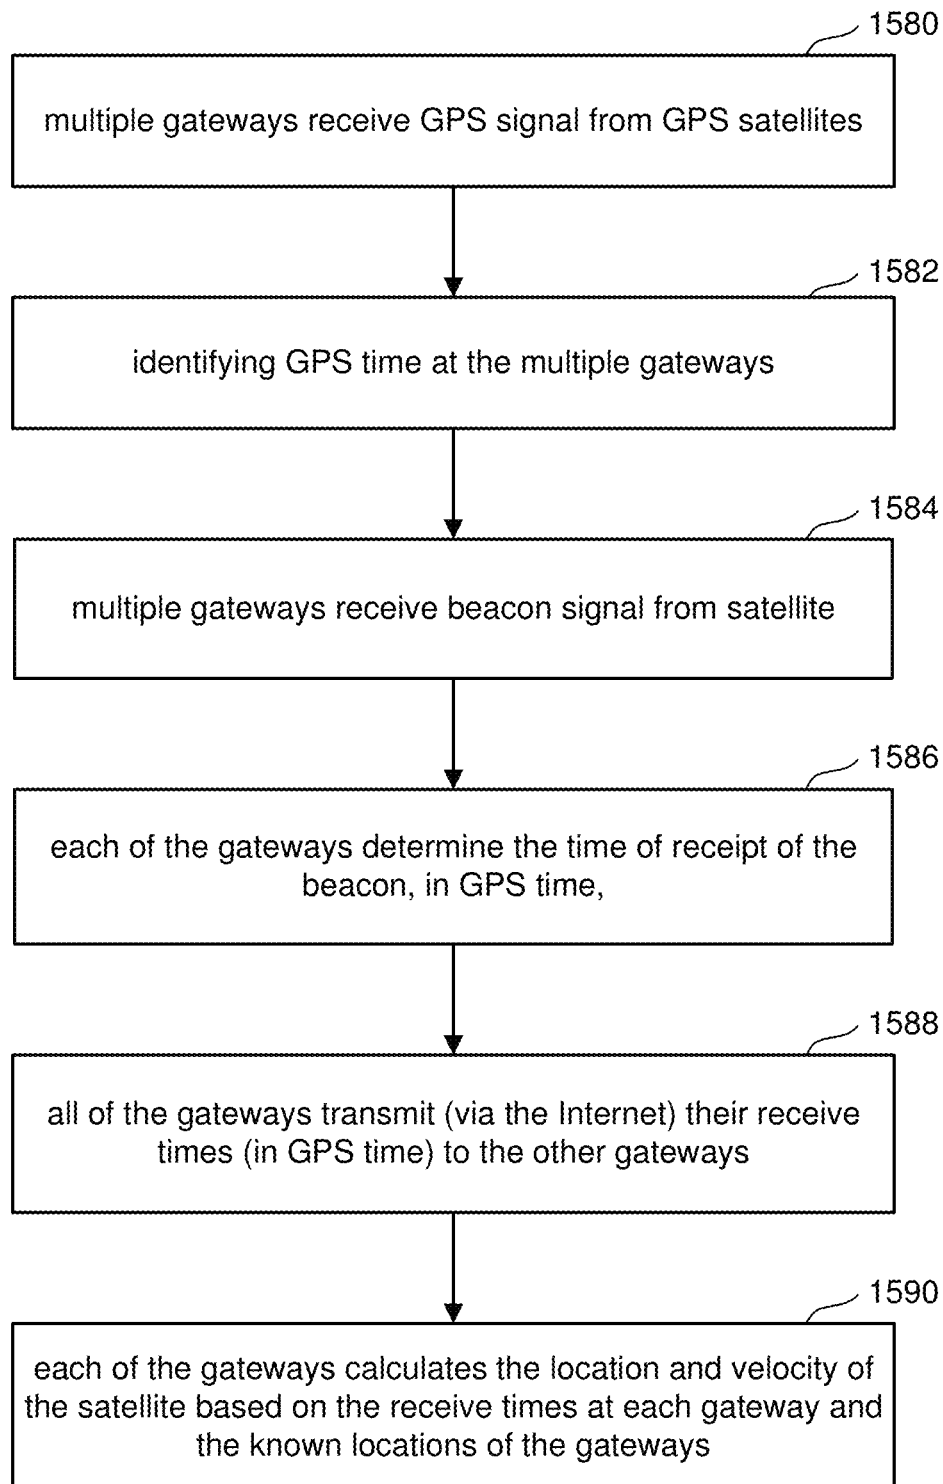 1580
multiple gateways receive GPS signal from GPS satellites
1582
identifying GPS time at the multiple gateways
1584
multiple gateways receive beacon signal from satellite
1586
each of the gateways determine the time of receipt of the
beacon, in GPS time,
1588
all of the gateways transmit (via the Internet) their receive
times (in GPS time) to the other gateways
1590
each of the gateways calculates the location and velocity of
the satellite based on the receive times at each gateway and
the known locations of the gateways